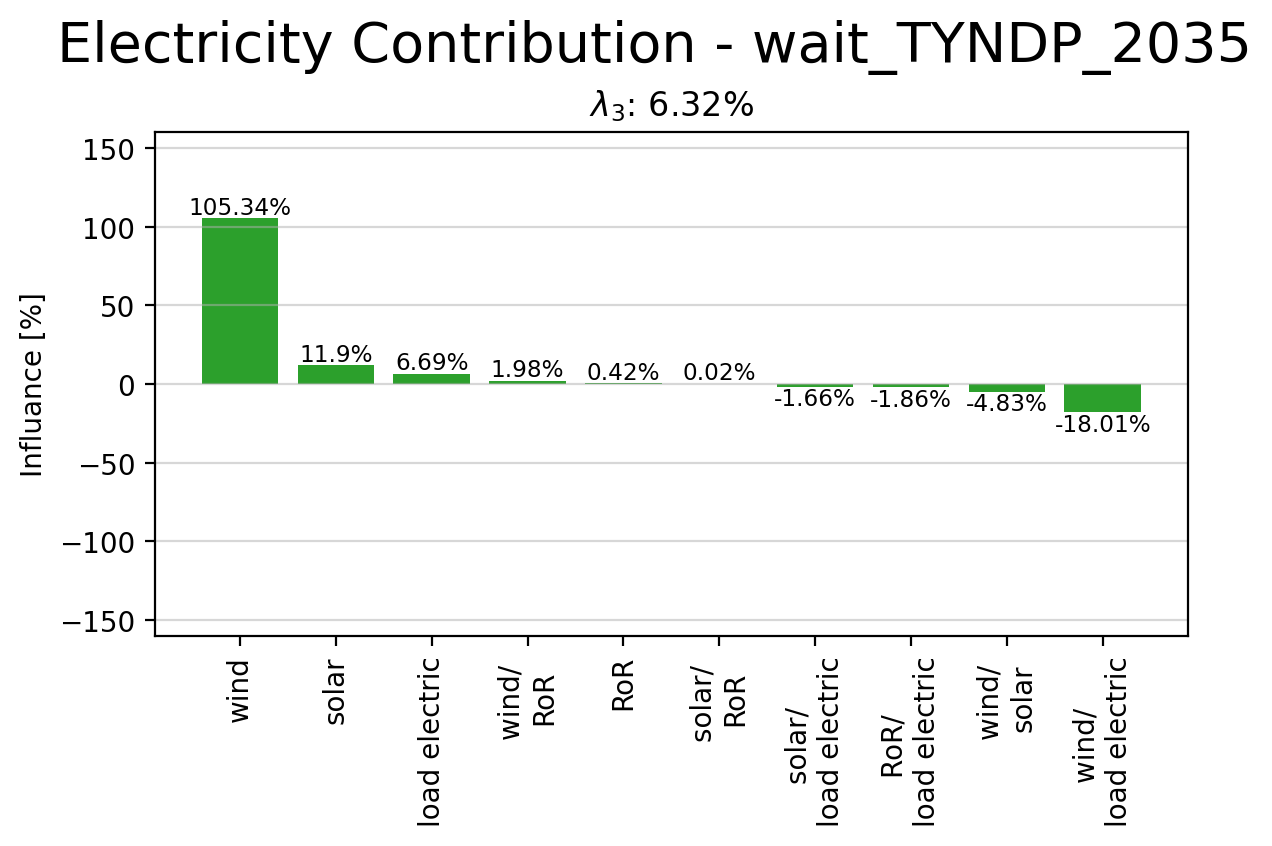 Electricity Contribution - wait_TYNDP_2035
λ₃: 6.32%
Influance [%]
150
100
50
0
−50
−100
−150
105.34%
11.9%
6.69%
1.98%
0.42%
0.02%
-1.66%
-1.86%
-4.83%
-18.01%
wind
solar
load electric
wind/
RoR
RoR
solar/
RoR
solar/
load electric
RoR/
load electric
wind/
solar
wind/
load electric